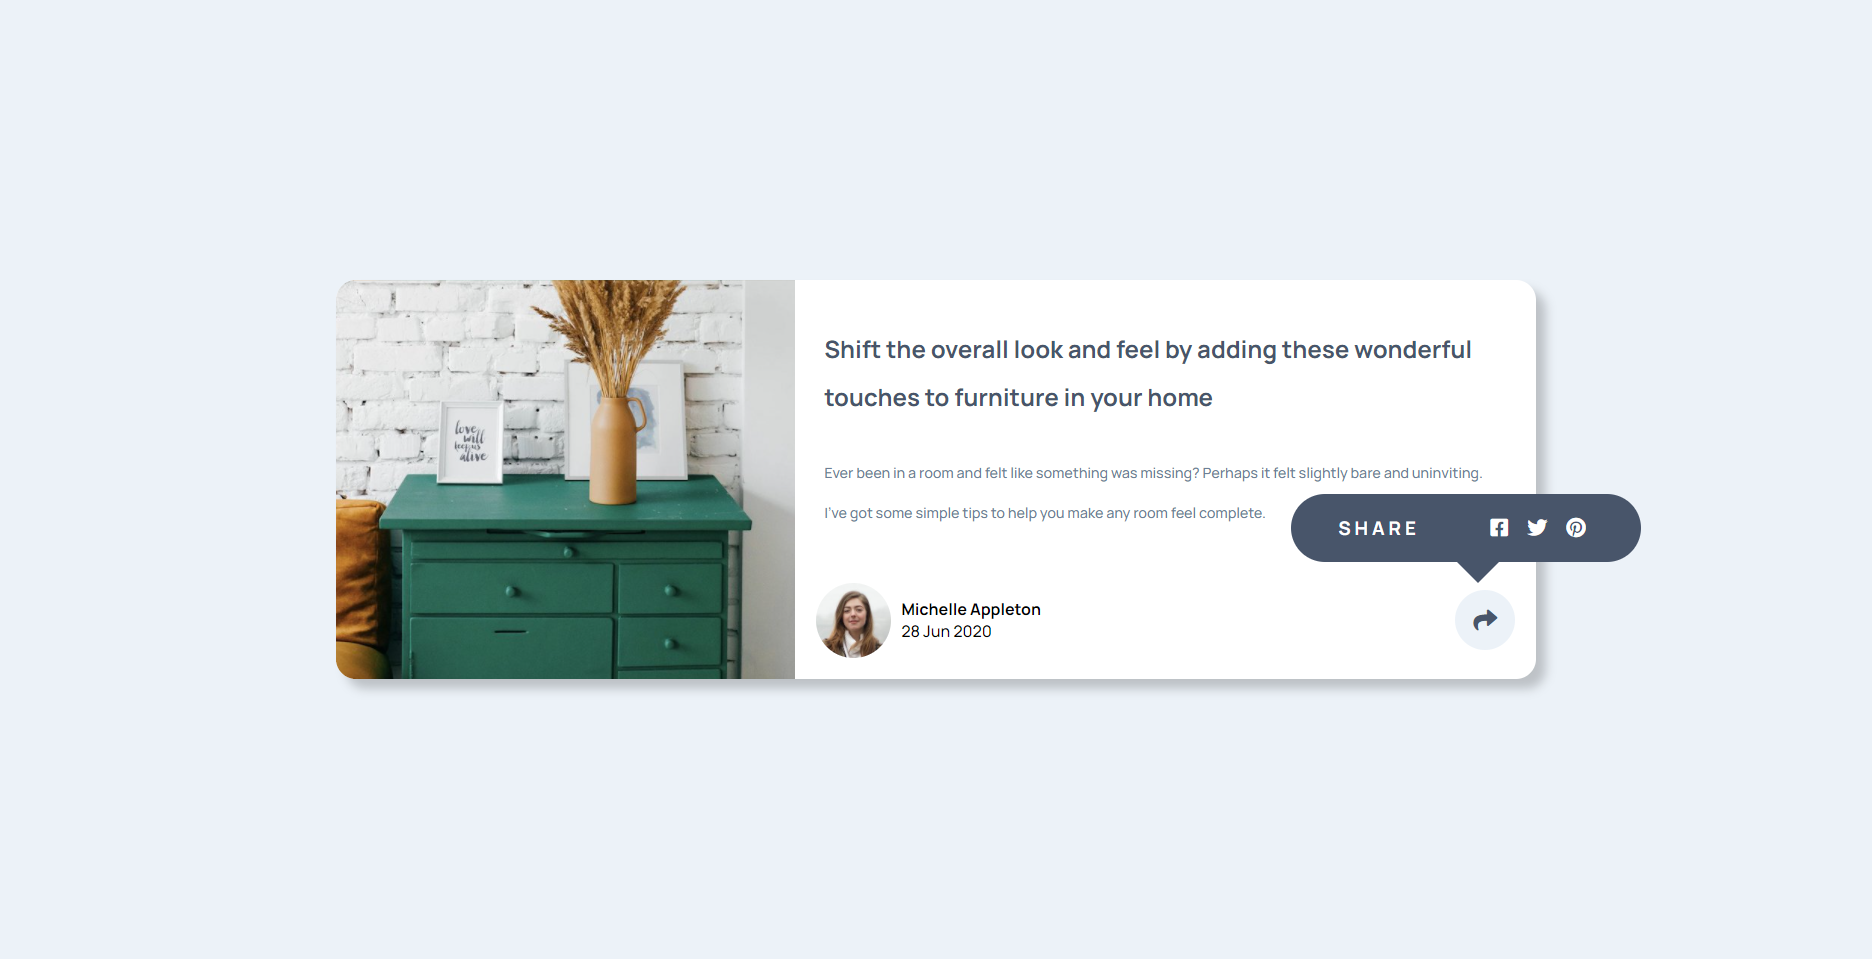 love
will
keep us
alive
Shift the overall look and feel by adding these wonderful
touches to furniture in your home
Ever been in a room and felt like something was missing? Perhaps it felt slightly bare and uninviting.
I've got some simple tips to help you make any room feel complete.
SHARE
Michelle Appleton
28 Jun 2020